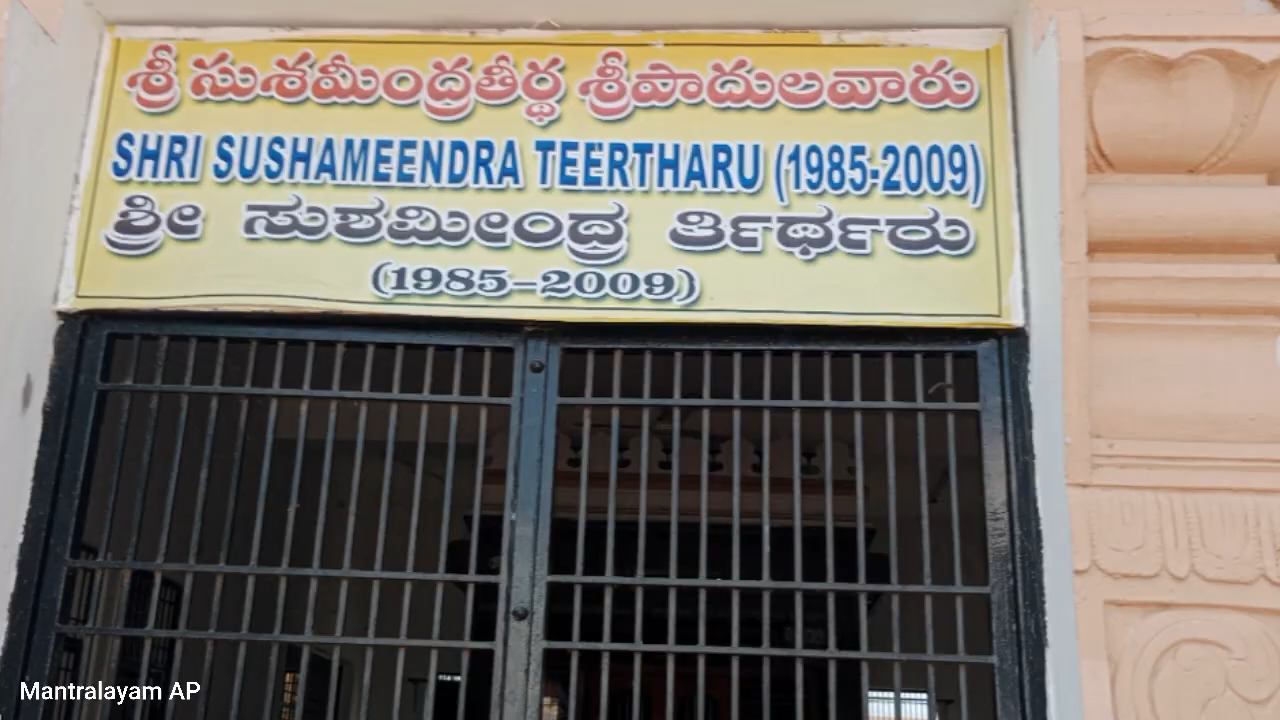 శ్రీ సుశమీంద్రతీర్థ శ్రీపాదులవారు
SHRI SUSHAMEENDRA TEERTHARU (1985-2009)
ಶ್ರೀ ಸುಶಮೀಂದ್ರ ತೀರ್ಥರು
(1985-2009)
Mantralayam AP